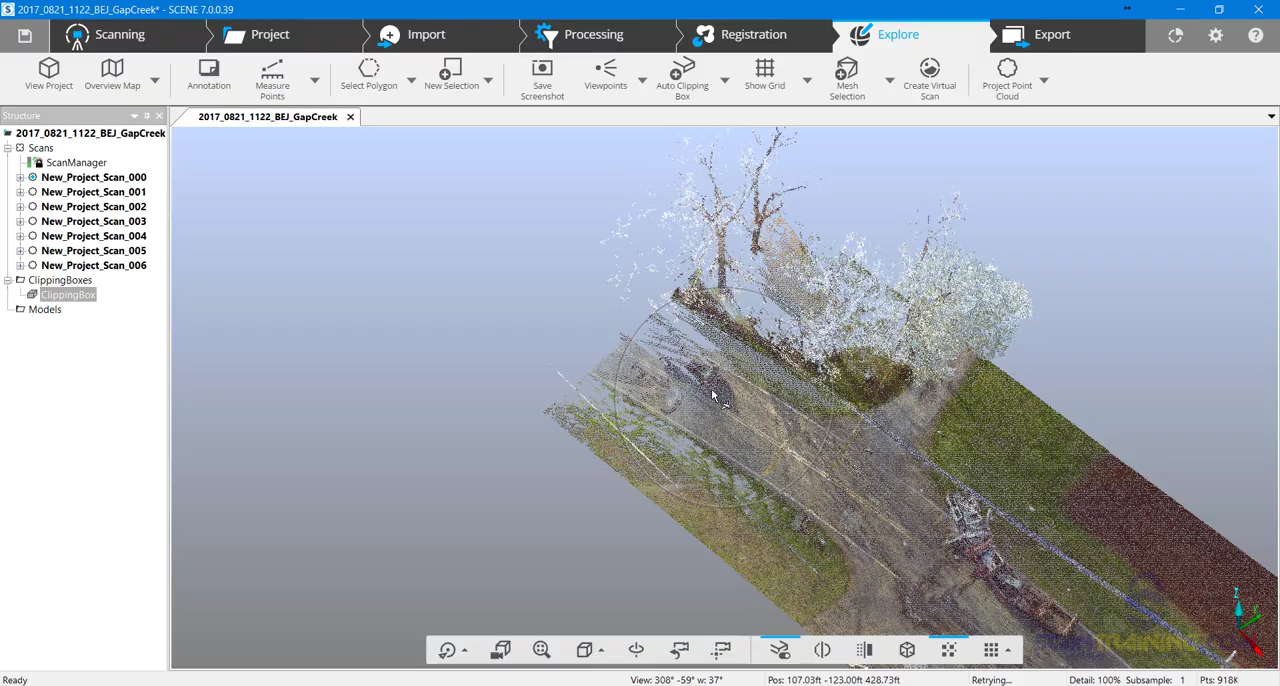 2017_0821_1122_BEJ_GapCreek* - SCENE 7.0.0.39
Scanning Project Import Processing Registration Explore Export
View Project Overview Map Annotation Measure Points Select Polygon New Selection Save Screenshot Viewpoints Auto Clipping Box Show Grid Mesh Selection Create Virtual Scan Project Point Cloud
Structure
2017_0821_1122_BEJ_GapCreek
2017_0821_1122_BEJ_GapCreek
Scans
ScanManager
New_Project_Scan_000
New_Project_Scan_001
New_Project_Scan_002
New_Project_Scan_003
New_Project_Scan_004
New_Project_Scan_005
New_Project_Scan_006
ClippingBoxes
ClippingBox
Models
Ready View: 308° -59° w: 37° Pos: 107.03ft -123.00ft 428.73ft Retrying... Detail: 100% Subsample: 1 Pts: 918K